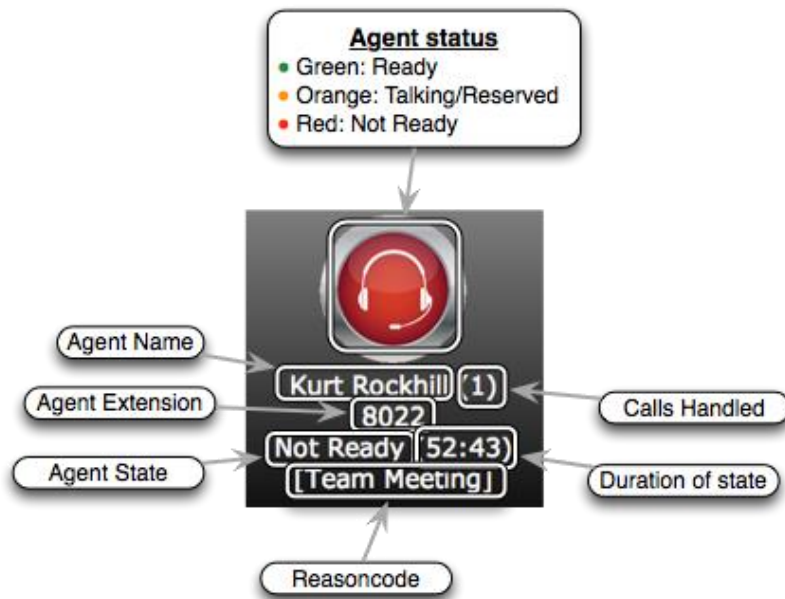 Agent status
• Green: Ready
• Orange: Talking/Reserved
• Red: Not Ready
Agent Name
Kurt Rockhill (1)
Agent Extension
8022
Calls Handled
Not Ready (52:43)
Agent State
[Team Meeting]
Duration of state
Reasoncode